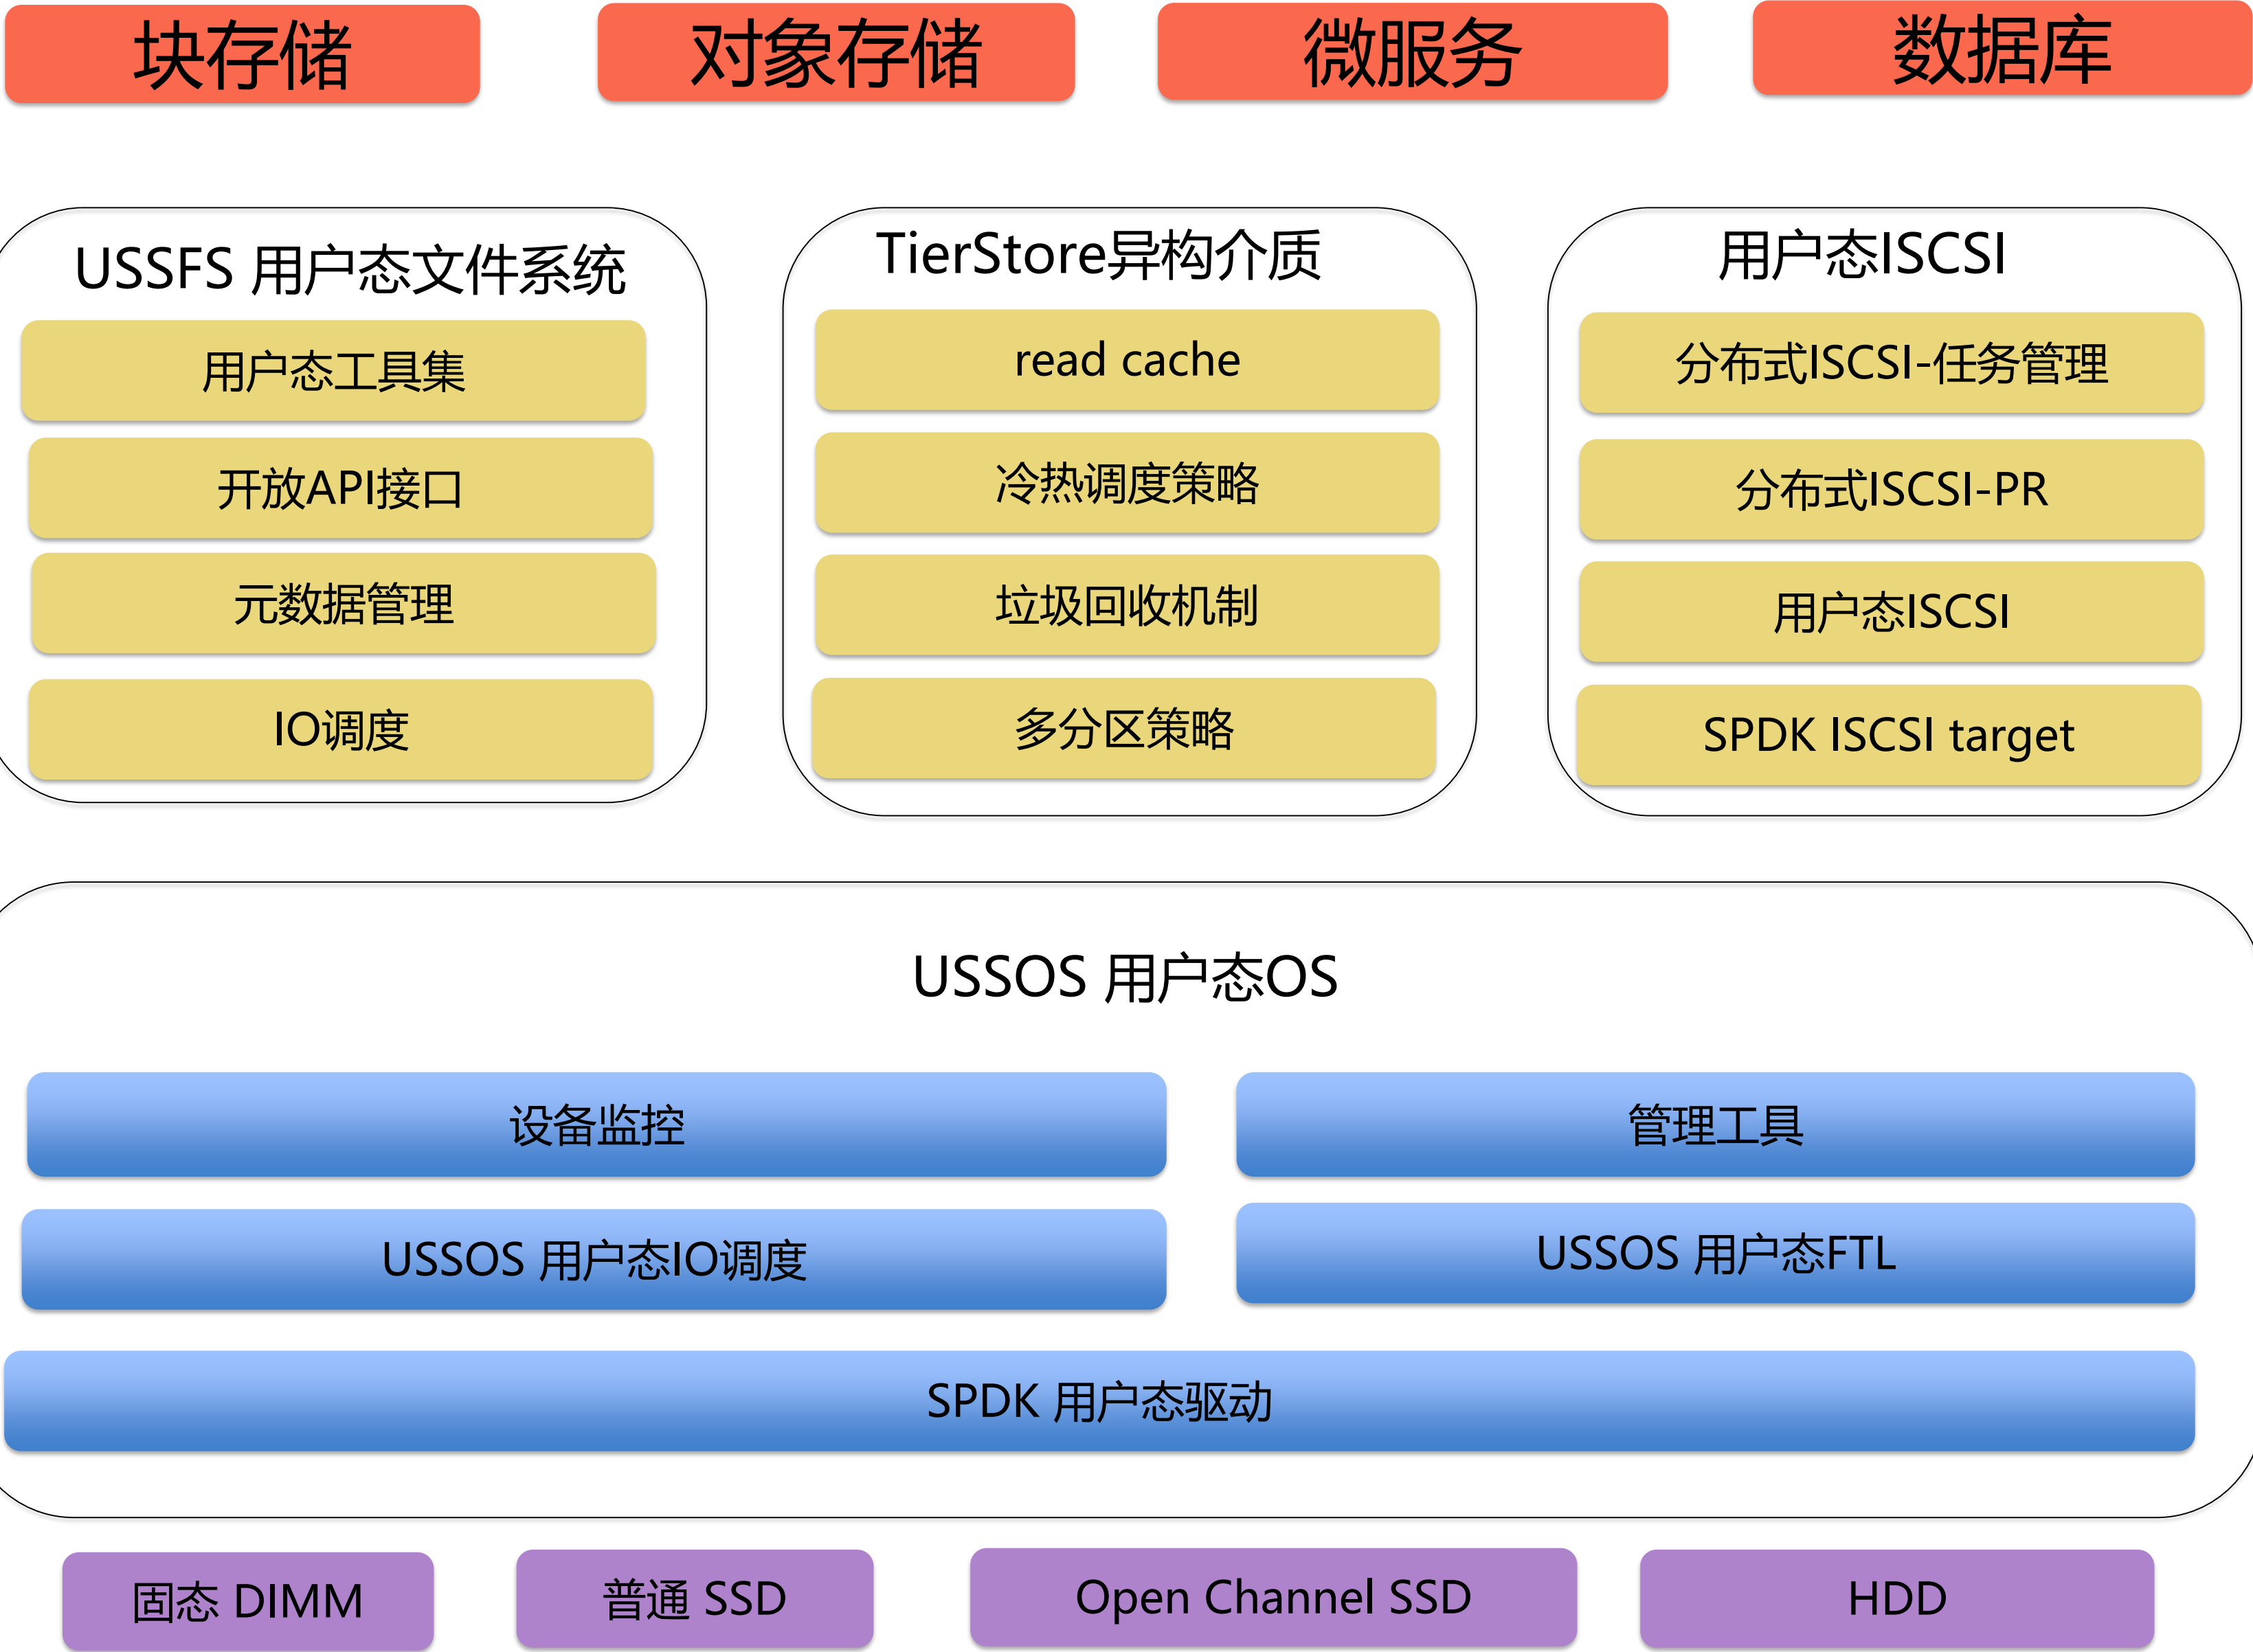 块存储
对象存储
微服务
数据库
USSFS 用户态文件系统
用户态工具集
开放API接口
元数据管理
IO调度
TierStore异构介质
read cache
冷热调度策略
垃圾回收机制
多分区策略
用户态ISCSI
分布式ISCSI-任务管理
分布式ISCSI-PR
用户态ISCSI
SPDK ISCSI target
USSOS 用户态OS
设备监控
管理工具
USSOS 用户态IO调度
USSOS 用户态FTL
SPDK 用户态驱动
固态 DIMM
普通 SSD
Open Channel SSD
HDD